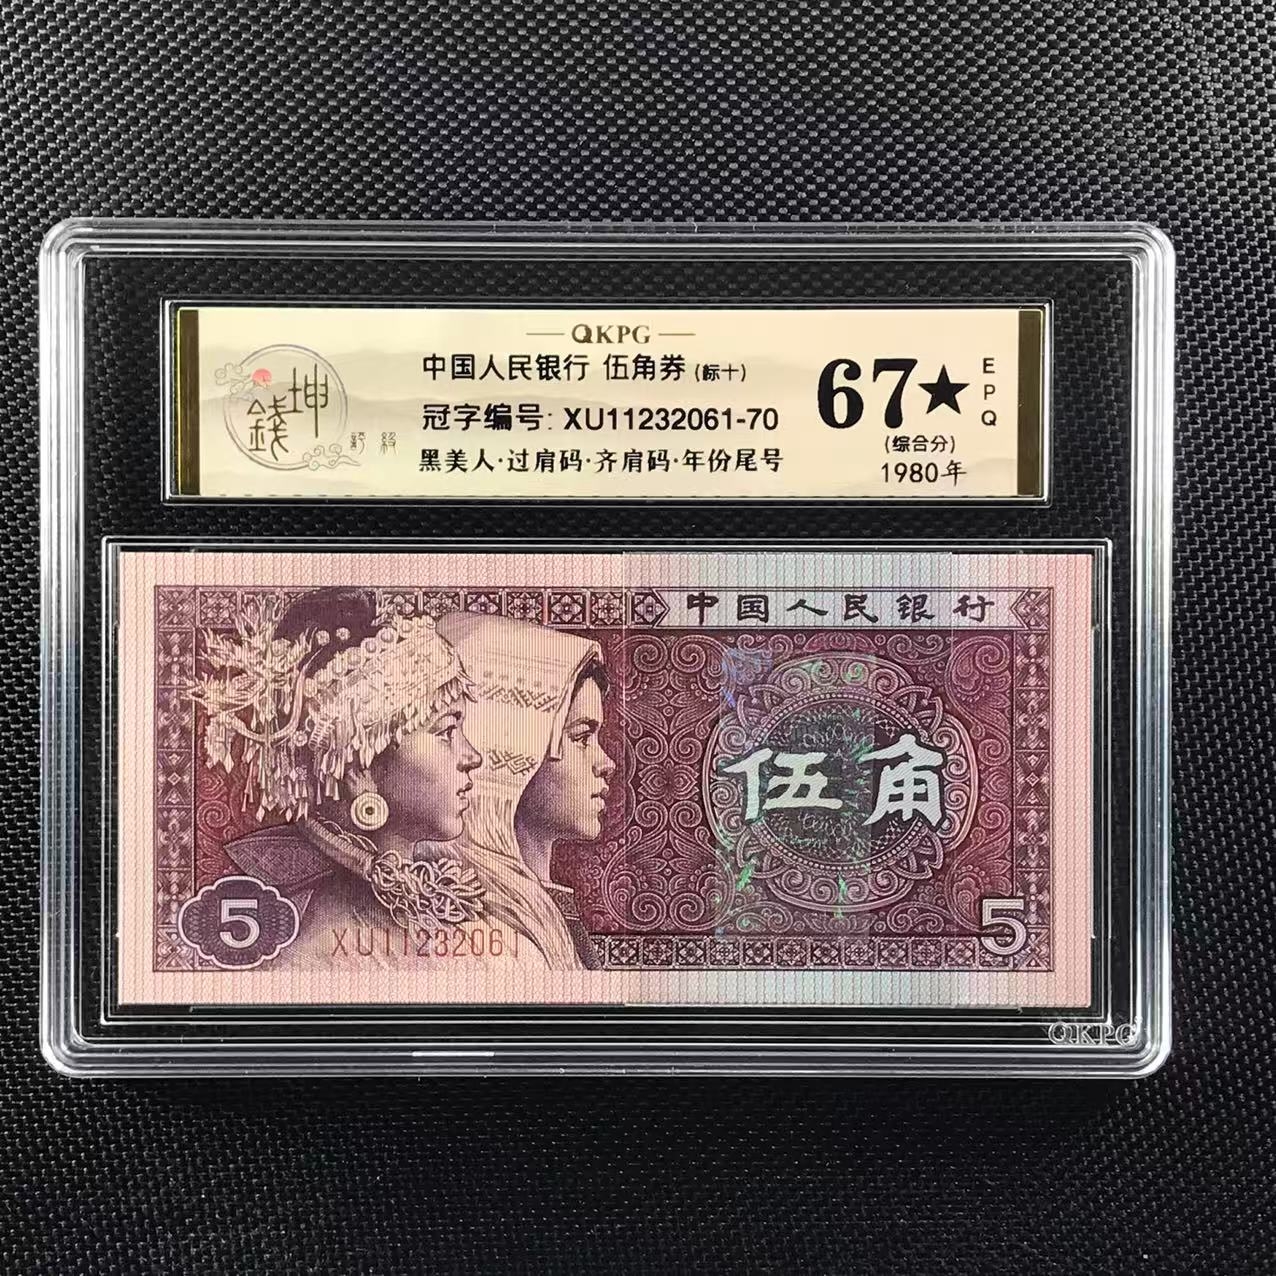 QKPG
中国人民银行 伍角券 (标十)
冠字编号: XU11232061-70
黑美人·过肩码·齐肩码·年份尾号
坤
錢
67★
EPQ
(综合分)
1980年
中国人民银行
伍角
5
XU11232061
5
QKPG